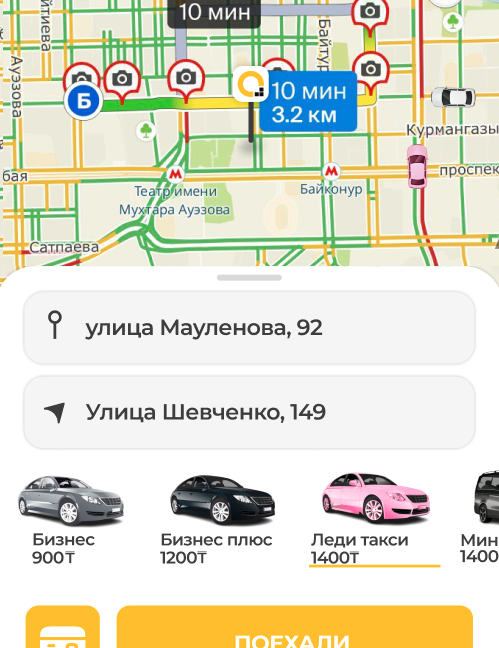 10 мин
Байтур
Ауэзова
Б
10 мин
3.2 км
Курмангазы
проспек
бая
Театр имени
Мухтара Ауэзова
Байконур
Сатпаева
улица Мауленова, 92
Улица Шевченко, 149
Бизнес
900₸
Бизнес плюс
1200₸
Леди такси
1400₸
Мин
1400
ПОЕХАЛИ